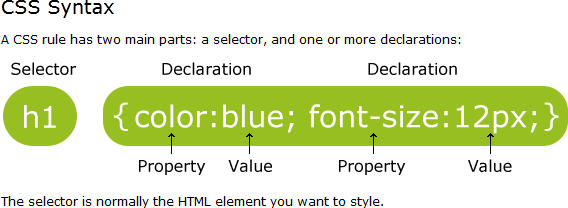 CSS Syntax
A CSS rule has two main parts: a selector, and one or more declarations:
Selector Declaration Declaration
h1 {color:blue; font-size:12px;}
Property Value Property Value
The selector is normally the HTML element you want to style.